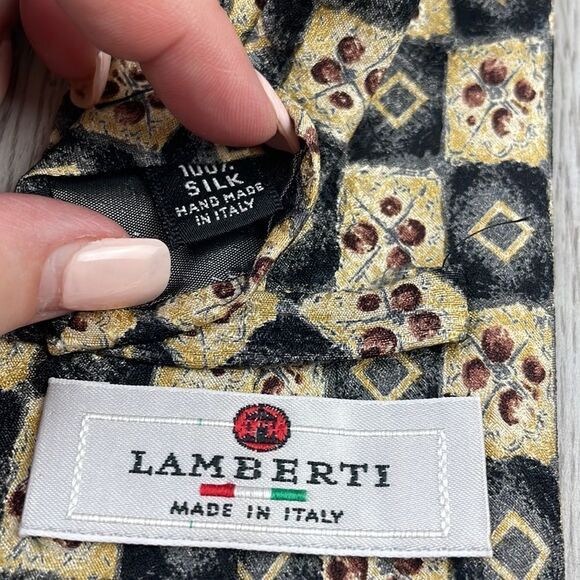 100%
SILK
HAND MADE
IN ITALY
LAMBERTI
MADE IN ITALY